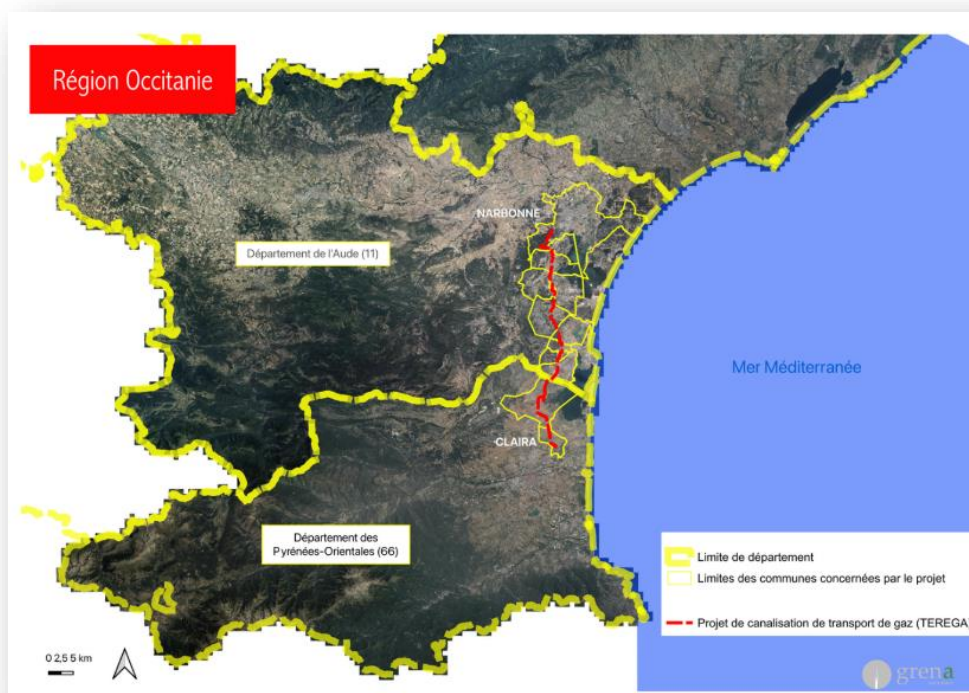 Région Occitanie
NARBONNE
Département de l'Aude (11)
Mer Méditerranée
CLAIRA
Département des
Pyrénées-Orientales (66)
Limite de département
Limites des communes concernées par le projet
Projet de canalisation de transport de gaz (TEREGA)
0 2,5 5 km
grena